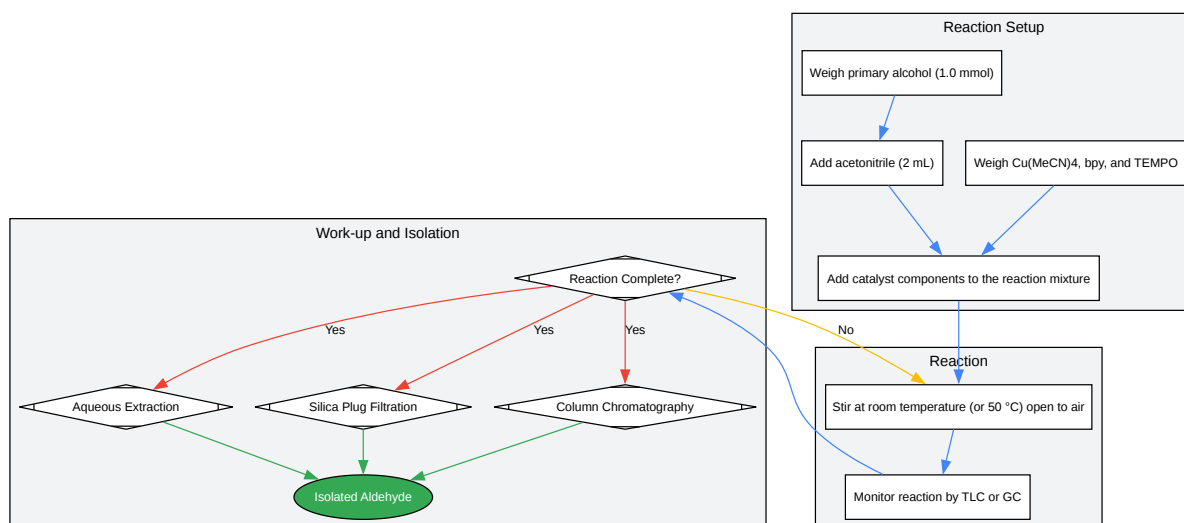 Reaction Setup
Weigh primary alcohol (1.0 mmol)
Add acetonitrile (2 mL)
Weigh Cu(MeCN)4, bpy, and TEMPO
Add catalyst components to the reaction mixture
Work-up and Isolation
Reaction Complete?
Yes
Yes
Yes
No
Reaction
Aqueous Extraction
Silica Plug Filtration
Column Chromatography
Stir at room temperature (or 50 °C) open to air
Isolated Aldehyde
Monitor reaction by TLC or GC